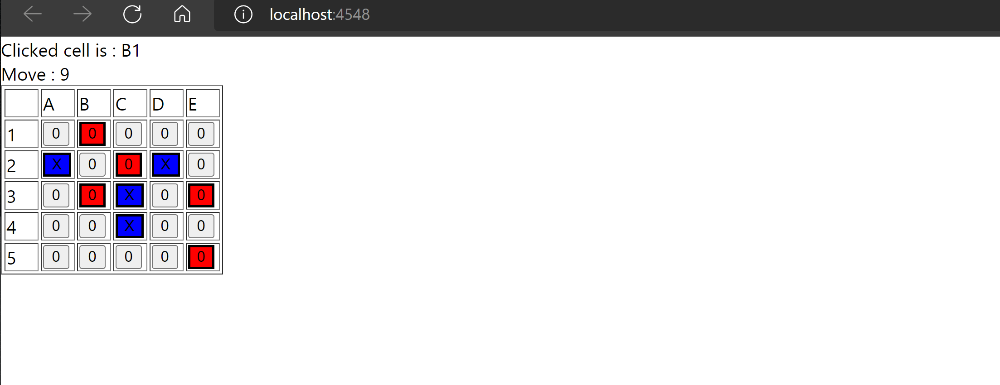 localhost:4548
Clicked cell is : B1
Move : 9
A B C D E
1 0 0 0 0 0
2 X 0 0 X 0
3 0 0 X 0 0
4 0 0 X 0 0
5 0 0 0 0 0